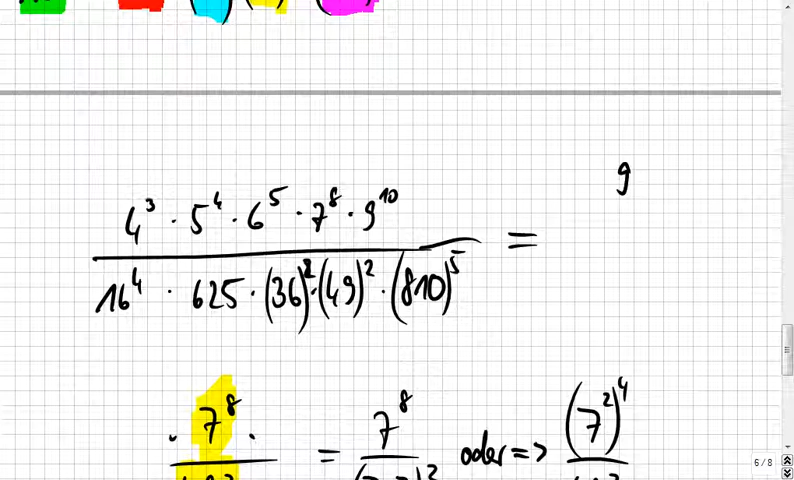 9
4³ · 5⁴ · 6⁵ · 7⁸ · 9¹⁰
=
16⁴ · 625 · (36)² · (49)² · (810)⁵
· 7⁸ · = 7⁸ oder => (7²)⁴
6 / 8